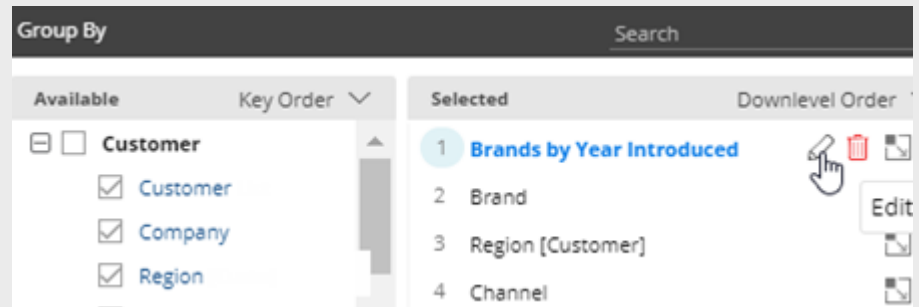 Group By
Search
Available Key Order
Selected Downlevel Order
Customer
Customer
Company
Region
1 Brands by Year Introduced
2 Brand
Edit
3 Region [Customer]
4 Channel